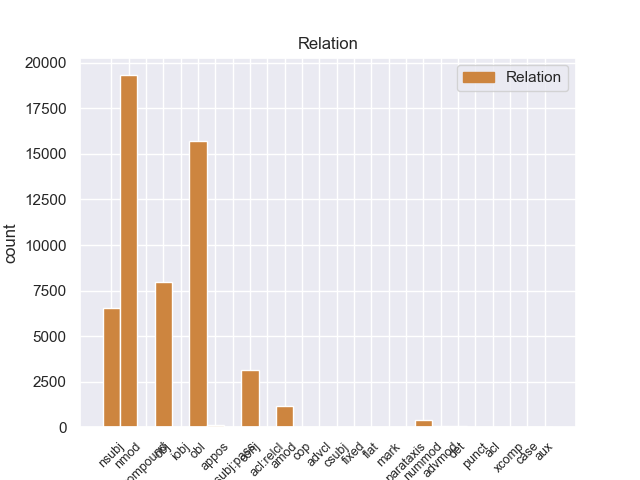 Relation
Relation
count
20000
17500
15000
12500
10000
7500
5000
2500
0
nsubj
nmod
compound
obj
iobj
obl
appos
nsubj:pass
conj
acl:relcl
amod
cop
advcl
csubj
fixed
flat
mark
parataxis
nummod
advmod
det
punct
acl
xcomp
case
aux